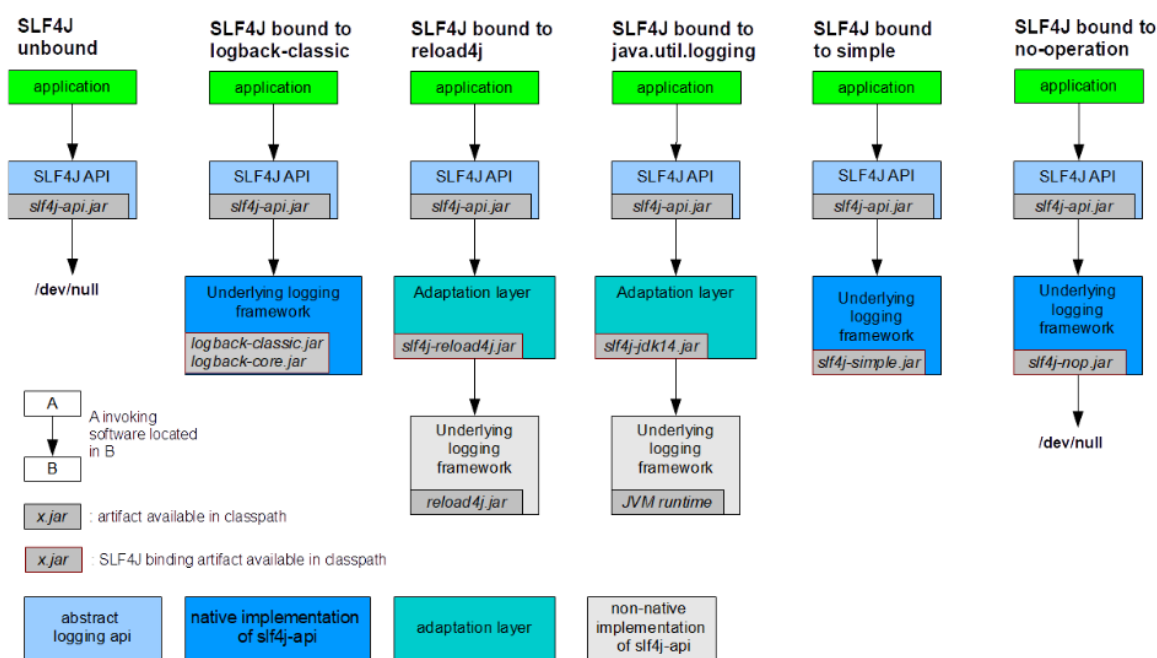 SLF4J
unbound
application
SLF4J API
slf4j-api.jar
/dev/null
SLF4J bound to
logback-classic
application
SLF4J API
slf4j-api.jar
Underlying logging
framework
logback-classic.jar
logback-core.jar
SLF4J bound to
reload4j
application
SLF4J API
slf4j-api.jar
Adaptation layer
slf4j-reload4j.jar
Underlying
logging
framework
reload4j.jar
SLF4J bound to
java.util.logging
application
SLF4J API
slf4j-api.jar
Adaptation layer
slf4j-jdk14.jar
Underlying
logging
framework
JVM runtime
SLF4J bound
to simple
application
SLF4J API
slf4j-api.jar
Underlying
logging
framework
slf4j-simple.jar
SLF4J bound to
no-operation
application
SLF4J API
slf4j-api.jar
Underlying
logging
framework
slf4j-nop.jar
/dev/null
A
B
A invoking
software located
in B
x.jar : artifact available in classpath
x.jar : SLF4J binding artifact available in classpath
abstract
logging api
native implementation
of slf4j-api
adaptation layer
non-native
implementation
of slf4j-api